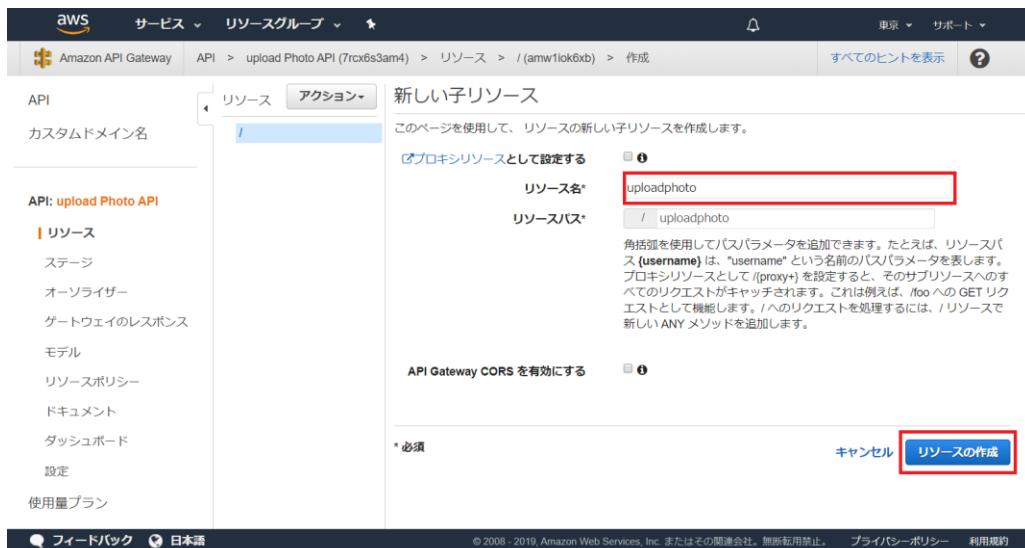 aws サービス リソースグループ 東京 サポート
Amazon API Gateway API > upload Photo API (7rcx6s3am4) > リソース > / (amw1iok6xb) > 作成 すべてのヒントを表示 ?
API
カスタムドメイン名
API: upload Photo API
リソース
ステージ
オーソライザー
ゲートウェイのレスポンス
モデル
リソースポリシー
ドキュメント
ダッシュボード
設定
使用量プラン
リソース アクション
/
新しい子リソース
このページを使用して、 リソースの新しい子リソースを作成します。
プロキシリソースとして設定する
リソース名* uploadphoto
リソースパス* / uploadphoto
角括弧を使用してパスパラメータを追加できます。たとえば、リソースパ
ス {username} は、"username" という名前のパスパラメータを表します。
プロキシリソースとして /{proxy+} を設定すると、そのサブリソースへのす
べてのリクエストがキャッチされます。これは例えば、/foo への GET リク
エストとして機能します。/ へのリクエストを処理するには、/ リソースで
新しい ANY メソッドを追加します。
API Gateway CORS を有効にする
* 必須
キャンセル リソースの作成
フィードバック 日本語 © 2008 - 2019, Amazon Web Services, Inc. またはその関連会社。無断転用禁止。 プライバシーポリシー 利用規約